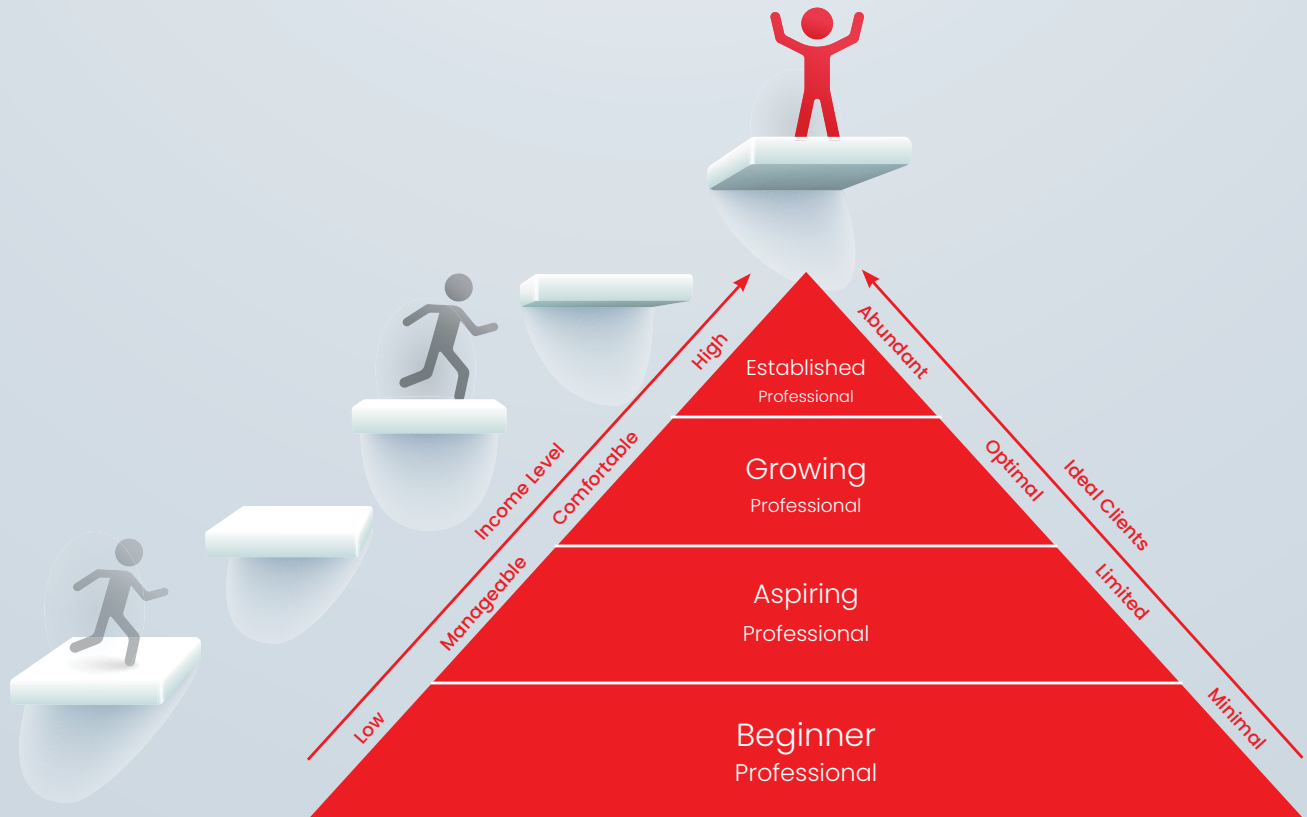 High
Abundant
Established
Professional
Income Level
Comfortable
Growing
Professional
Optimal
Ideal Clients
Manageable
Aspiring
Professional
Limited
Low
Beginner
Professional
Minimal